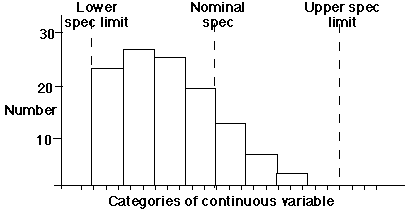 Lower
spec limit
Nominal
spec
Upper spec
limit
30
20
Number
10
Categories of continuous variable